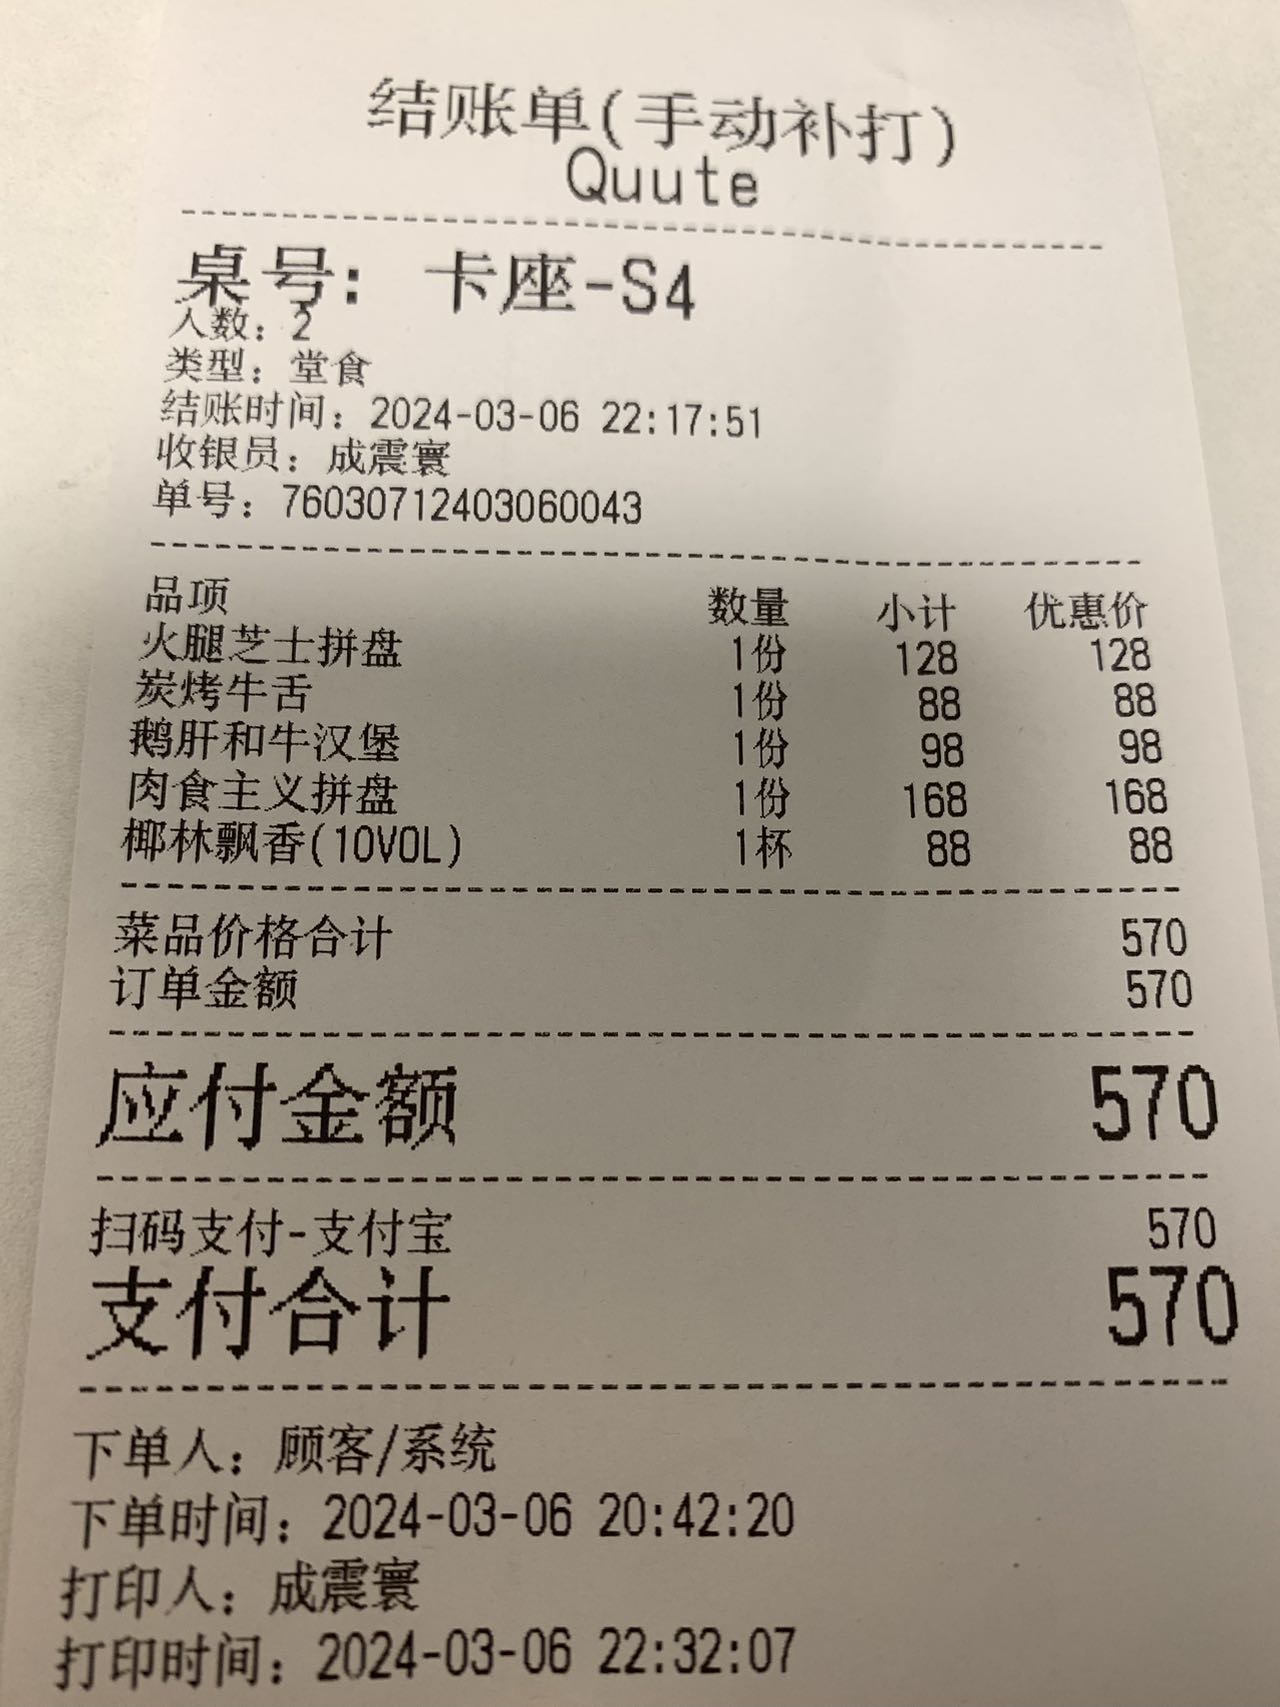 结账单(手动补打)
Quute
桌号: 卡座-S4
人数: 2
类型: 堂食
结账时间: 2024-03-06 22:17:51
收银员: 成震寰
单号: 76030712403060043
品项 数量 小计 优惠价
火腿芝士拼盘 1份 128 128
炭烤牛舌 1份 88 88
鹅肝和牛汉堡 1份 98 98
肉食主义拼盘 1份 168 168
椰林飘香(10VOL) 1杯 88 88
菜品价格合计 570
订单金额 570
应付金额 570
扫码支付-支付宝 570
支付合计 570
下单人: 顾客/系统
下单时间: 2024-03-06 20:42:20
打印人: 成震寰
打印时间: 2024-03-06 22:32:07